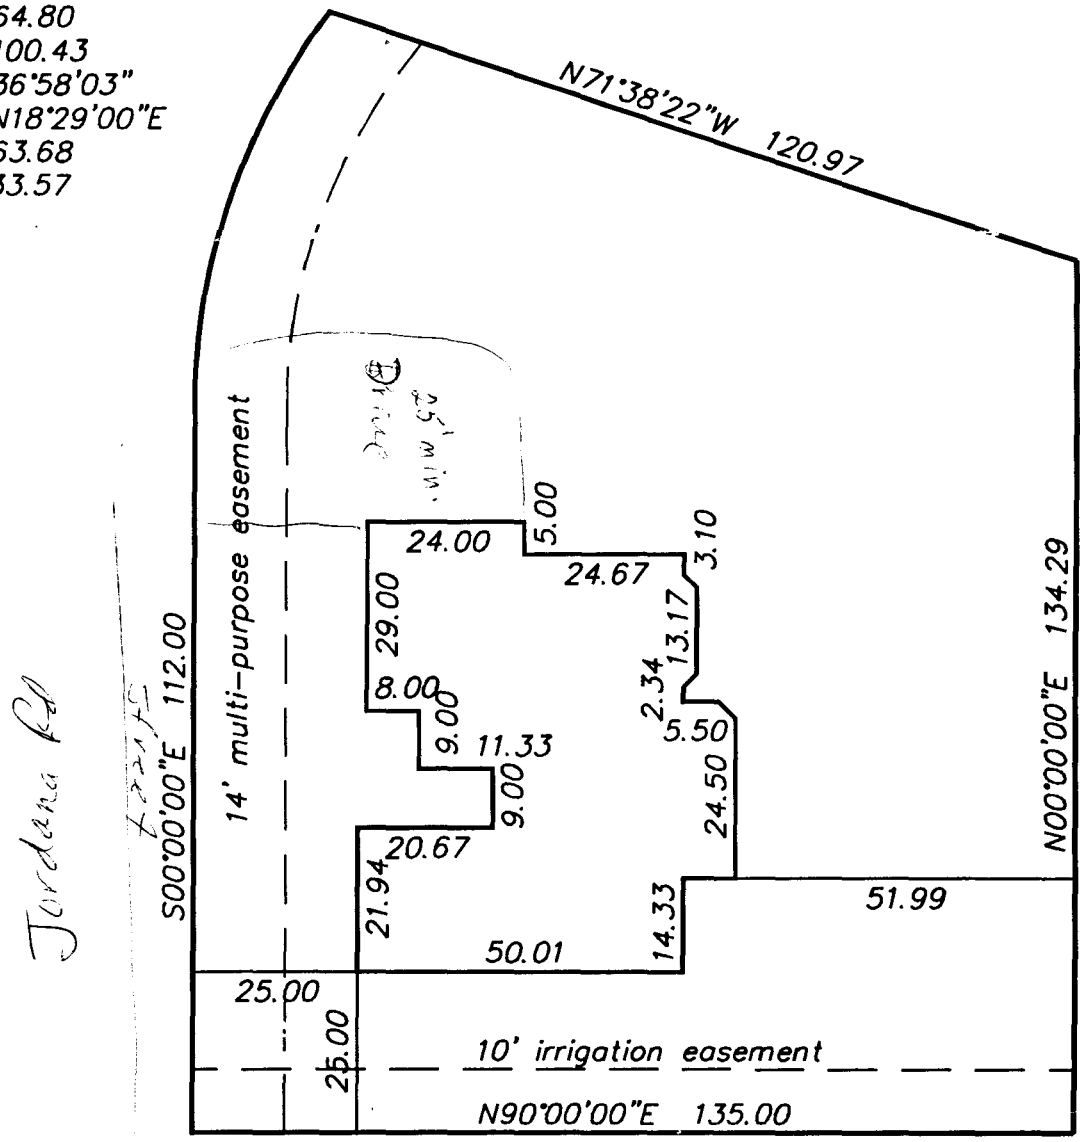 64.80
100.43
36°58'03"
N18°29'00"E
63.68
33.57
N71°38'22"W 120.97
14' multi-purpose easement
25' min.
Drive
24.00
5.00
24.67
3.10
29.00
13.17
8.00
9.00
2.34
5.50
11.33
9.00
24.50
20.67
21.94
14.33
50.01
51.99
N00°00'00"E 134.29
S00°00'00"E 112.00
Jordana Rd
Street
25.00
25.00
10' irrigation easement
N90°00'00"E 135.00